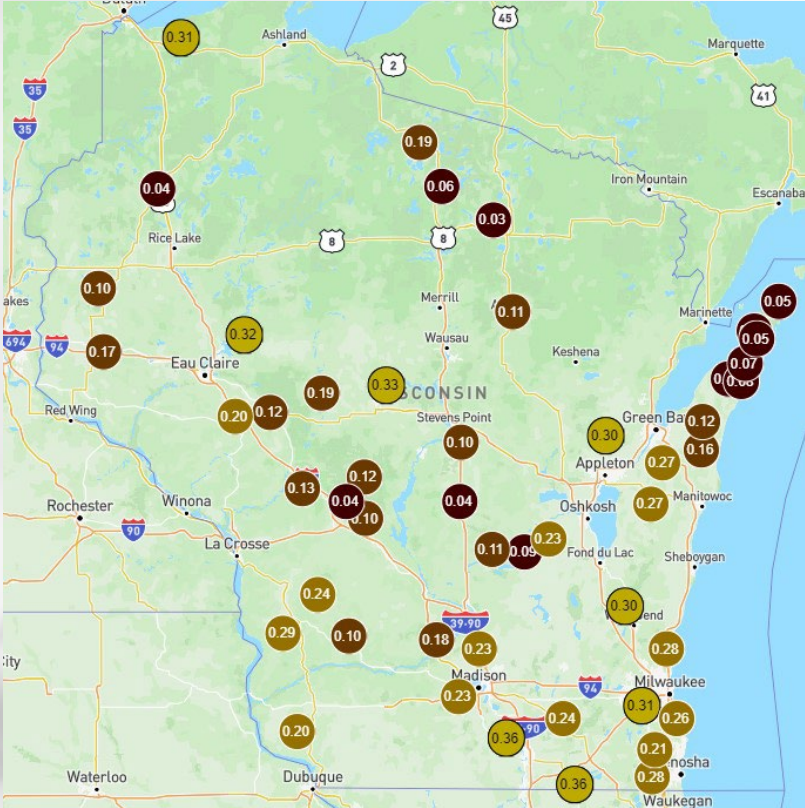 45
0.31
Ashland
Marquette
2
35
41
35
0.19
0.04
0.06
Iron Mountain
0.03
Escanaba
Rice Lake
8
8
0.10
Merrill
0.05
0.11
Marinette
694
94
0.32
Wausau
0.05
0.17
Keshena
Eau Claire
0.07
0.33
SCONSIN
0.19
Red Wing
0.20
0.12
Stevens Point
0.12
0.10
0.30
Green Ba
0.16
0.27
Appleton
0.12
0.13
0.04
0.04
0.27
Manitowoc
Rochester
Winona
0.10
Oshkosh
90
La Crosse
0.11
0.09
0.23
Fond du Lac
Sheboygan
0.24
0.30
39-90
0.29
0.10
0.18
0.23
0.28
City
Madison
94
Milwaukee
0.23
0.31
0.24
0.26
0.20
0.36
-90
0.21
nosha
Waterloo
Dubuque
0.36
0.28
Waukegan